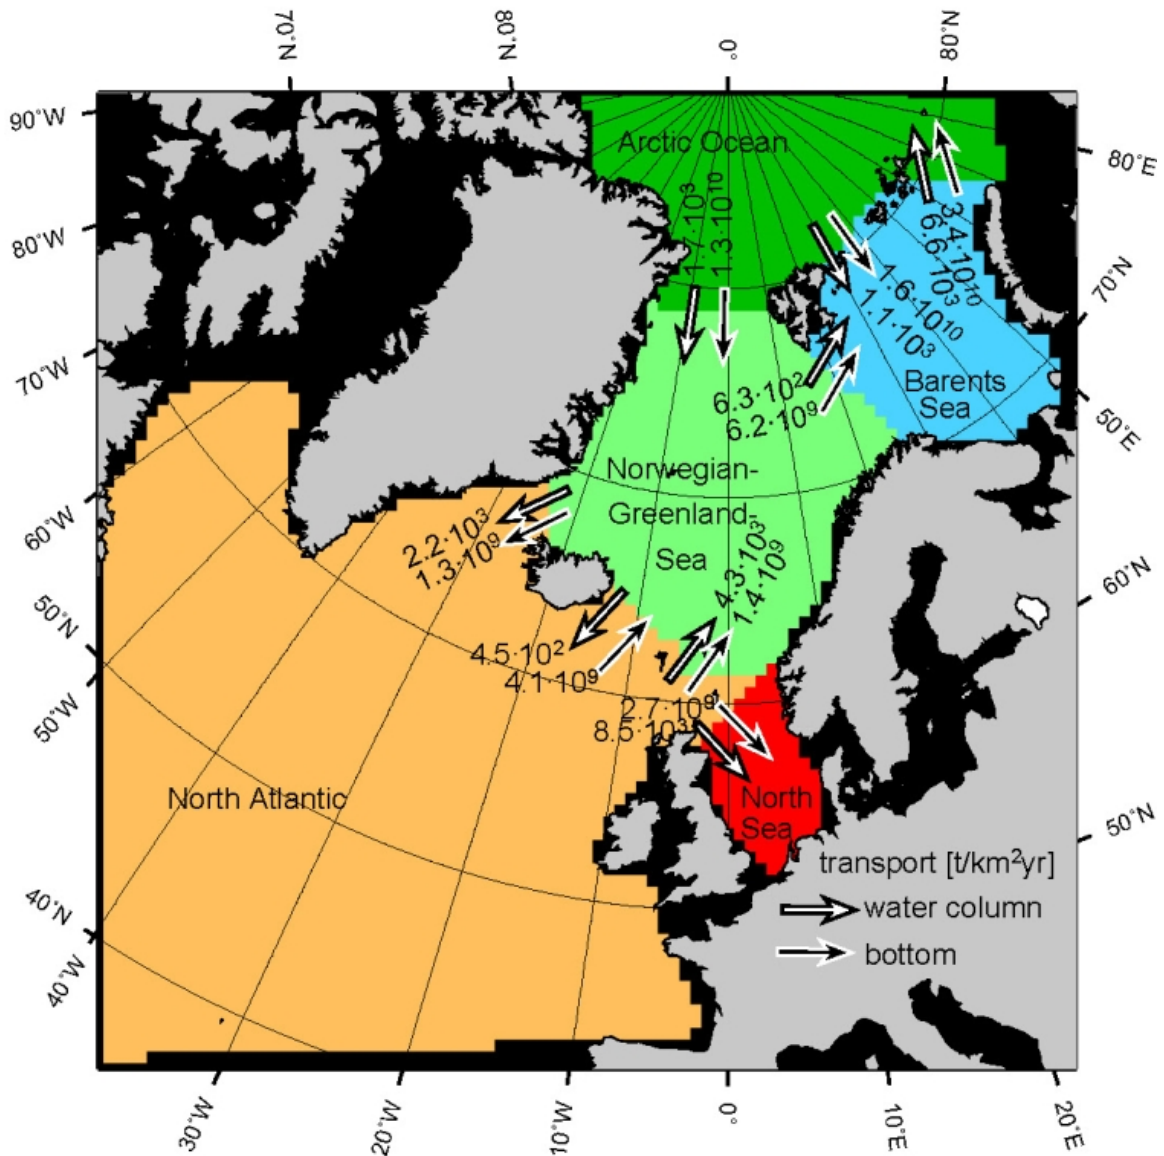 70°N
80°N
0°
80°N
90°W
80°E
Arctic Ocean
1.7·10³
1.3·10¹⁰
3.4·10¹⁰
6.6·10³
80°W
70°N
1.6·10¹⁰
1.1·10³
70°W
Barents
Sea
6.3·10²
6.2·10⁹
50°E
Norwegian-
Greenland-
Sea
60°W
2.2·10³
1.3·10⁹
4.3·10³
1.4·10⁹
60°N
50°N
4.5·10²
4.1·10⁹
2.7·10⁹
8.5·10³
50°W
North Atlantic
North
Sea
50°N
transport [t/km²yr]
water column
bottom
40°N
40°W
30°W
20°W
10°W
0°
10°E
20°E